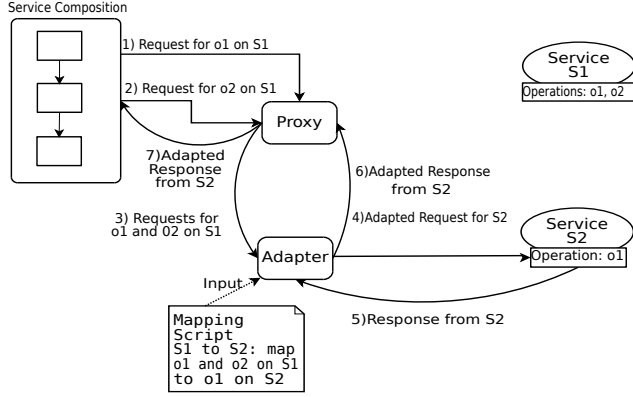 Service Composition
1) Request for o1 on S1
2) Request for o2 on S1
Proxy
7)Adapted
Response
from S2
3) Requests for
o1 and 02 on S1
Service
S1
Operations: o1, o2
6)Adapted Response
from S2
4)Adapted Request for S2
Service
S2
Operation: o1
Adapter
Input
5)Response from S2
Mapping
Script
S1 to S2: map
o1 and o2 on S1
to o1 on S2